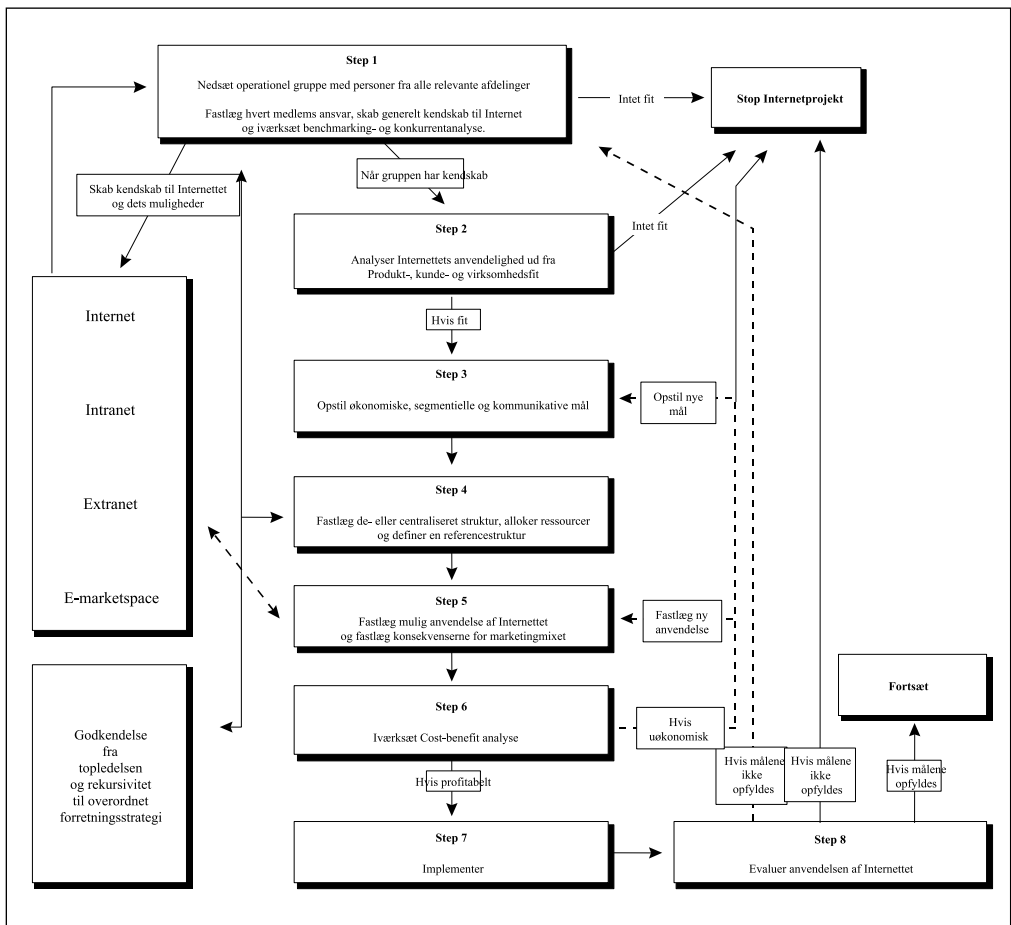 Step 1
Nedsæt operationel gruppe med personer fra alle relevante afdelinger
Fastlæg hvert medlems ansvar, skab generelt kendskab til Internet
og iværksæt benchmarking- og konkurrentanalyse.
Intet fit
Stop Internetprojekt
Skab kendskab til Internettet
og dets muligheder
Når gruppen har kendskab
Step 2
Analyser Internettets anvendelighed ud fra
Produkt-, kunde- og virksomhedsfit
Intet fit
Internet
Intranet
Extranet
E-marketspace
Hvis fit
Step 3
Opstil økonomiske, segmentielle og kommunikative mål
Opstil nye
mål
Step 4
Fastlæg de- eller centraliseret struktur, alloker ressourcer
og definer en referencestruktur
Step 5
Fastlæg mulig anvendelse af Internettet
og fastlæg konsekvenserne for marketingmixet
Fastlæg ny
anvendelse
Godkendelse
fra
topledelsen
og rekursivitet
til overordnet
forretningsstrategi
Step 6
Iværksæt Cost-benefit analyse
Hvis
uøkonomisk
Fortsæt
Hvis profitabelt
Hvis målene
ikke
opfyldes
Hvis målene
ikke
opfyldes
Hvis målene
opfyldes
Step 7
Implementer
Step 8
Evaluer anvendelsen af Internettet